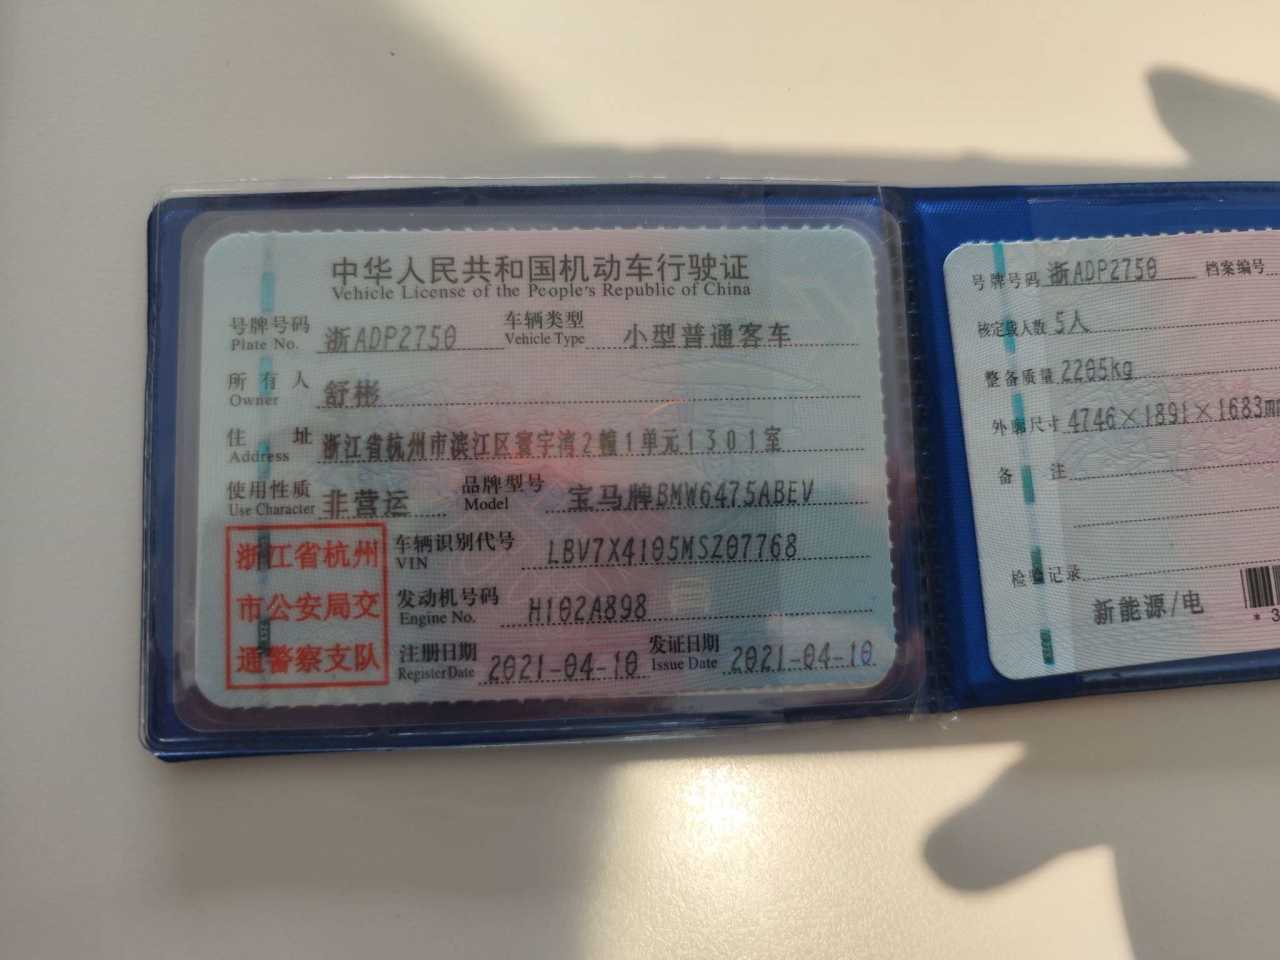 中华人民共和国机动车行驶证
Vehicle License of the People's Republic of China
号牌号码 浙ADP2750 车辆类型 小型普通客车
Plate No. Vehicle Type
所有人 舒彬
Owner
住址 浙江省杭州市滨江区寰宇湾2幢1单元1301室
Address
使用性质 非营运 品牌型号 宝马牌BMW6475ABEV
Use Character Model
浙江省杭州
市公安局交
通警察支队
车辆识别代号 LBV7X4105MSZ07768
VIN
发动机号码 H102A898
Engine No.
注册日期 2021-04-10 发证日期 2021-04-10
Register Date Issue Date
号牌号码 浙ADP2750 档案编号
核定载人数 5人
整备质量 2205kg
外廓尺寸 4746×1891×1683mm
备注
检验记录
新能源/电
*3